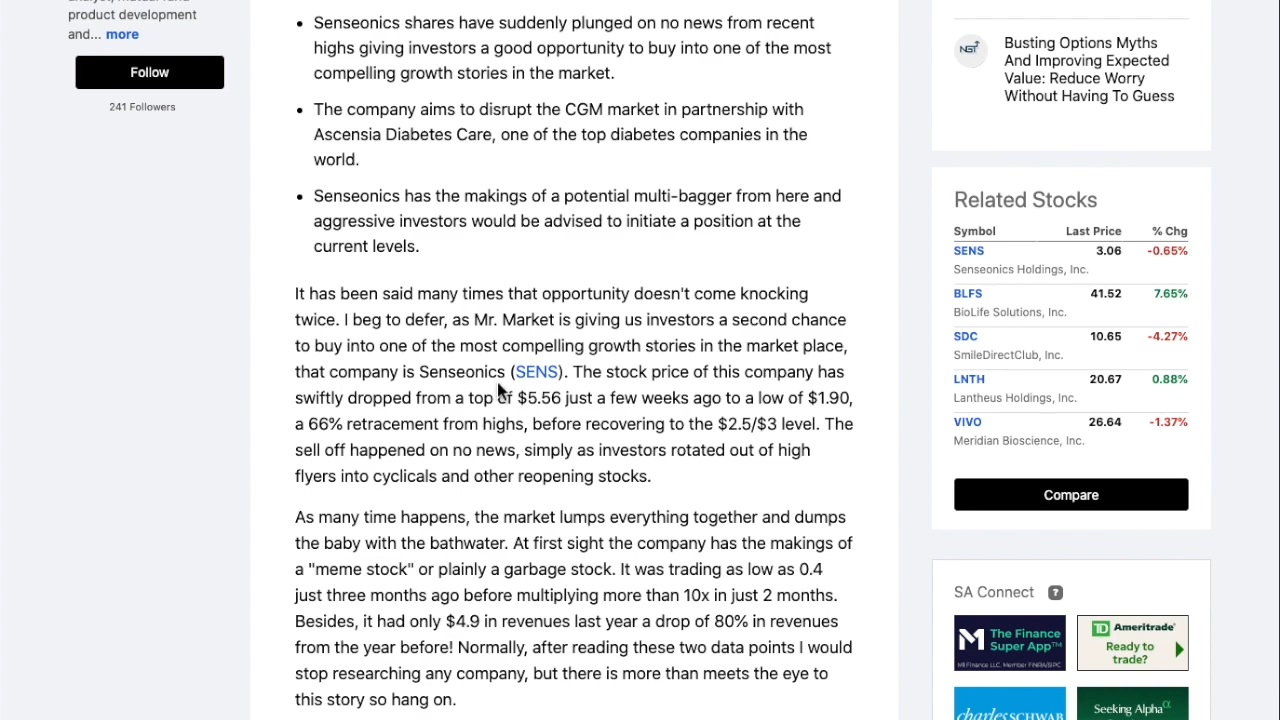 analyst, mutual fund
product development
and... more
Follow
241 Followers
Senseonics shares have suddenly plunged on no news from recent
highs giving investors a good opportunity to buy into one of the most
compelling growth stories in the market.
The company aims to disrupt the CGM market in partnership with
Ascensia Diabetes Care, one of the top diabetes companies in the
world.
Senseonics has the makings of a potential multi-bagger from here and
aggressive investors would be advised to initiate a position at the
current levels.
It has been said many times that opportunity doesn't come knocking
twice. I beg to defer, as Mr. Market is giving us investors a second chance
to buy into one of the most compelling growth stories in the market place,
that company is Senseonics (SENS). The stock price of this company has
swiftly dropped from a top of $5.56 just a few weeks ago to a low of $1.90,
a 66% retracement from highs, before recovering to the $2.5/$3 level. The
sell off happened on no news, simply as investors rotated out of high
flyers into cyclicals and other reopening stocks.
As many time happens, the market lumps everything together and dumps
the baby with the bathwater. At first sight the company has the makings of
a "meme stock" or plainly a garbage stock. It was trading as low as 0.4
just three months ago before multiplying more than 10x in just 2 months.
Besides, it had only $4.9 in revenues last year a drop of 80% in revenues
from the year before! Normally, after reading these two data points I would
stop researching any company, but there is more than meets the eye to
this story so hang on.
NGT
Busting Options Myths
And Improving Expected
Value: Reduce Worry
Without Having To Guess
Related Stocks
Symbol Last Price % Chg
SENS 3.06 -0.65%
Senseonics Holdings, Inc.
BLFS 41.52 7.65%
BioLife Solutions, Inc.
SDC 10.65 -4.27%
SmileDirectClub, Inc.
LNTH 20.67 0.88%
Lantheus Holdings, Inc.
VIVO 26.64 -1.37%
Meridian Bioscience, Inc.
Compare
SA Connect ?
M The Finance
Super App™
M1 Finance LLC, Member FINRA/SIPC
TD Ameritrade
Ready to
trade?
charles SCHWAB
Seeking Alphaα